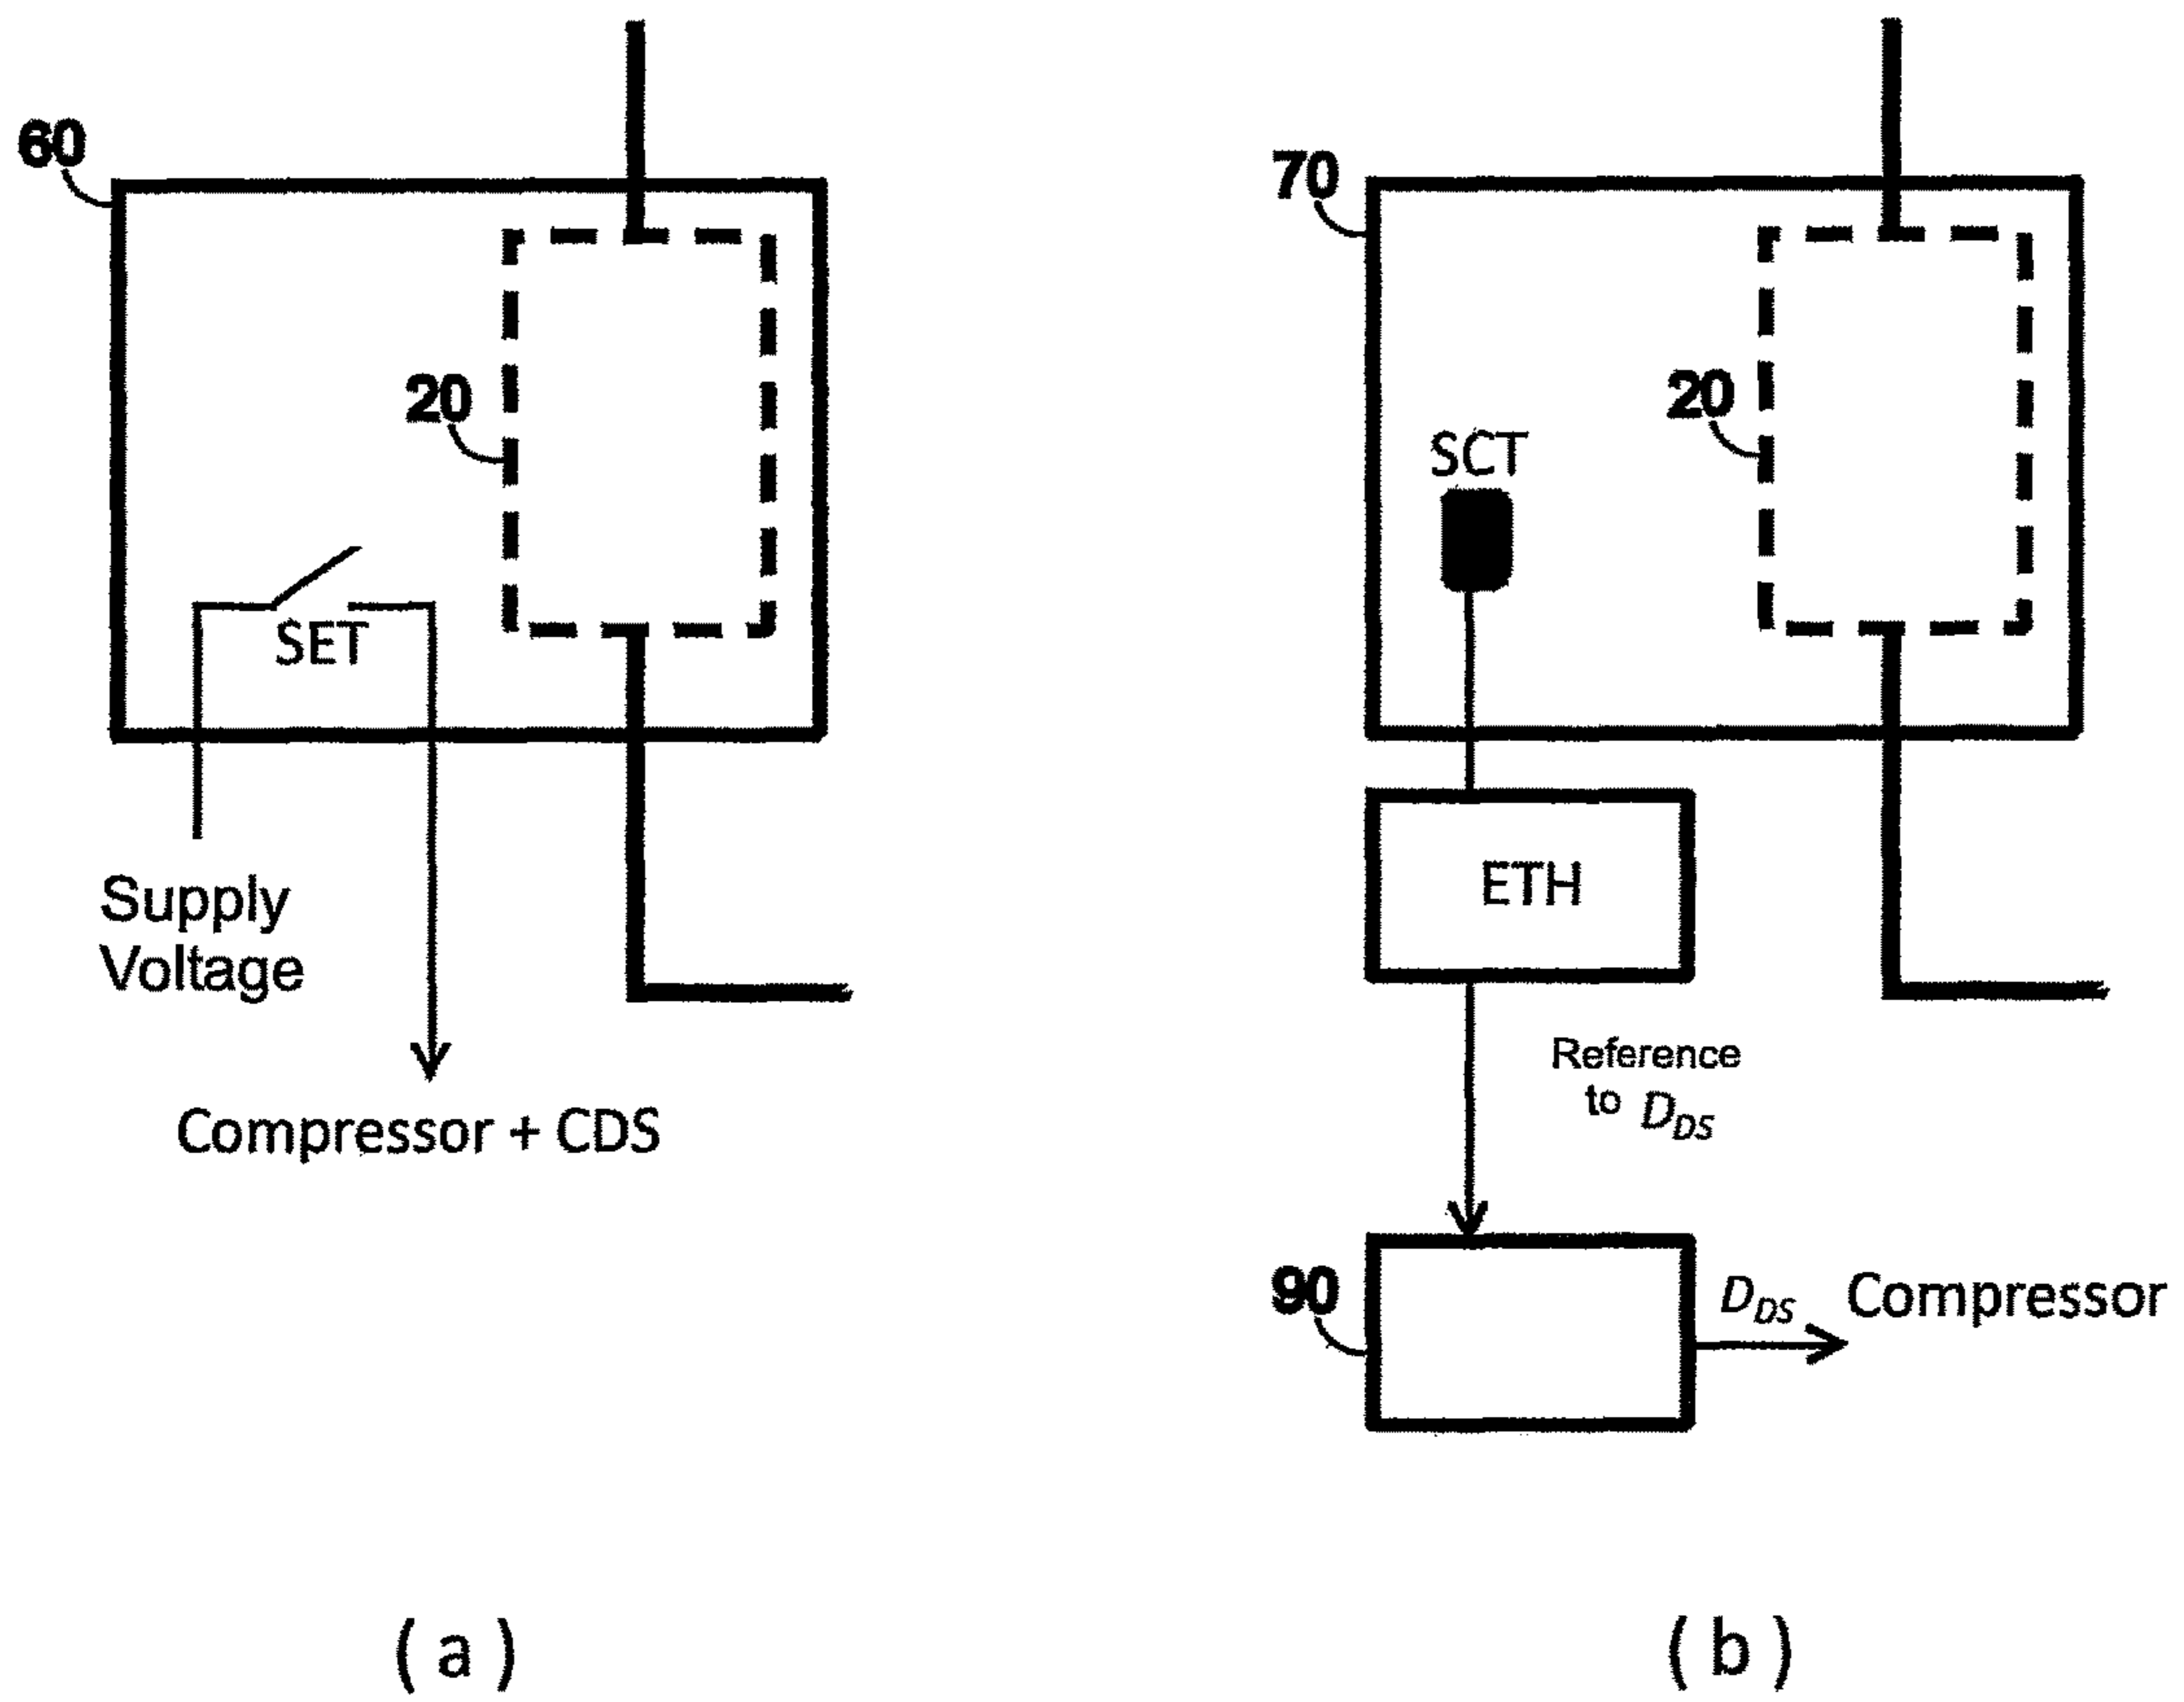 60
20
SET
Supply
Voltage
Compressor + CDS
( a )
70
20
SCT
ETH
Reference
to D_DS
90
D_DS Compressor
( b )